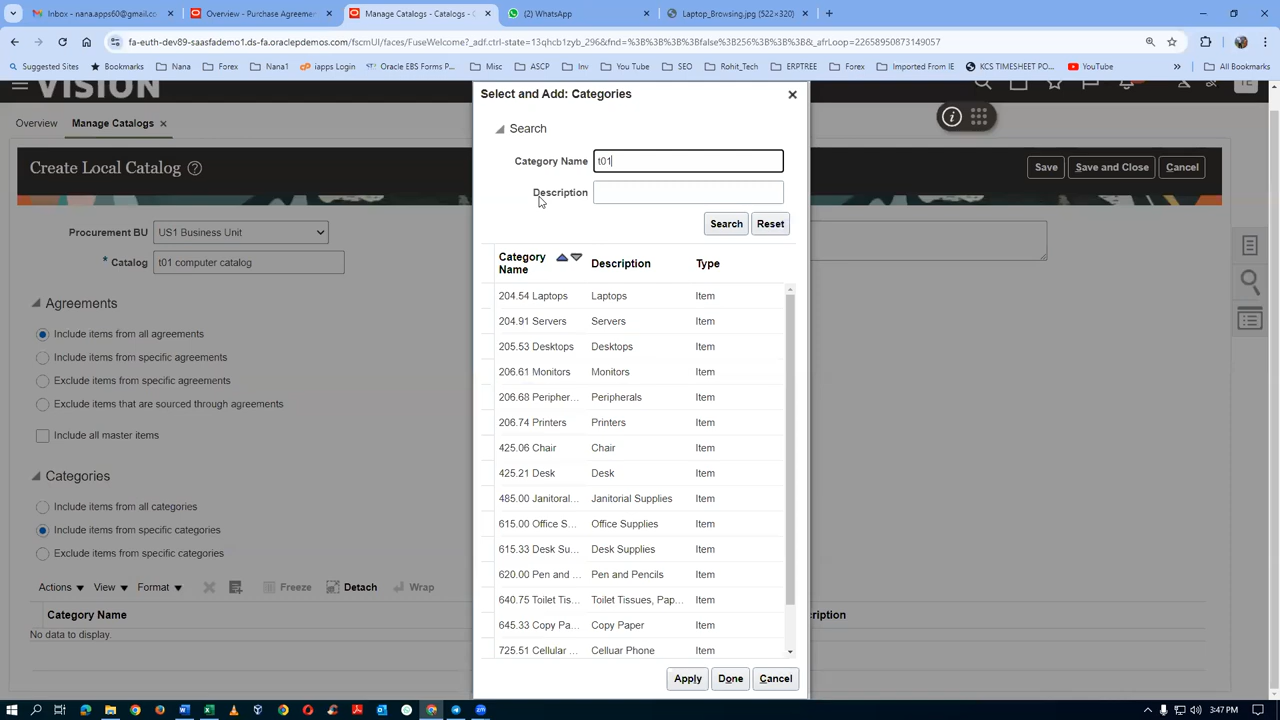 Inbox - nana.apps60@gmail.co
Overview - Purchase Agreemen
Manage Catalogs - Catalogs -
(1) WhatsApp
Laptop_Browsing.jpg (522×320)
fa-euth-dev89-saasfademo1.ds-fa.oraclepdemos.com/fscmUI/faces/FuseWelcome?_adf.ctrl-state=13qhcb1zyb_296&fnd=%3B%3B%3B%3Bfalse%3B256%3B%3B%3B&_afrLoop=22658950873149057
Suggested Sites Bookmarks Nana Forex Nana1 iapps Login Oracle EBS Forms P... Misc ASCP Inv You Tube SEO Rohit_Tech ERPTREE Forex Imported From IE KCS TIMESHEET PO... YouTube All Bookmarks
VISION
Overview Manage Catalogs
Create Local Catalog
Save Save and Close Cancel
Procurement BU US1 Business Unit
* Catalog t01 computer catalog
Agreements
Include items from all agreements
Include items from specific agreements
Exclude items from specific agreements
Exclude items that are sourced through agreements
Include all master items
Categories
Include items from all categories
Include items from specific categories
Exclude items from specific categories
Actions View Format Freeze Detach Wrap
Category Name
No data to display.
Select and Add: Categories
Search
Category Name t01
Description
Search Reset
Category Name Description Type
204.54 Laptops Laptops Item
204.91 Servers Servers Item
205.53 Desktops Desktops Item
206.61 Monitors Monitors Item
206.68 Peripher... Peripherals Item
206.74 Printers Printers Item
425.06 Chair Chair Item
425.21 Desk Desk Item
485.00 Janitoral... Janitorial Supplies Item
615.00 Office S... Office Supplies Item
615.33 Desk Su... Desk Supplies Item
620.00 Pen and ... Pen and Pencils Item
640.75 Toilet Tis... Toilet Tissues, Pap... Item
645.33 Copy Pa... Copy Paper Item
725.51 Cellular ... Celluar Phone Item
Apply Done Cancel
3:47 PM